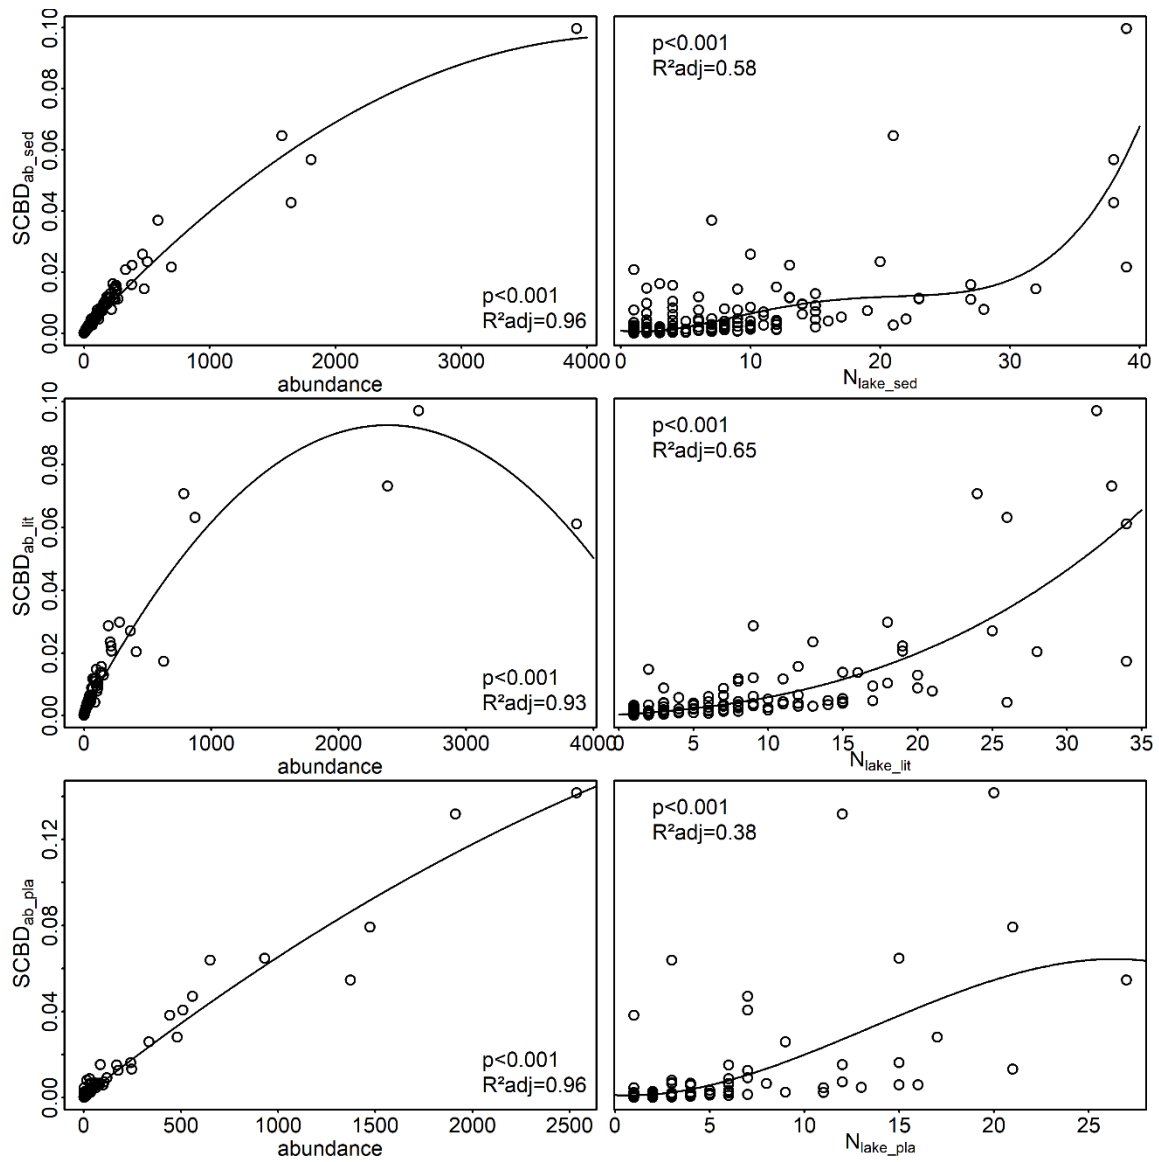 SCBDab_sed
0.00 0.02 0.04 0.06 0.08 0.10
p<0.001
R²adj=0.96
0 1000 2000 3000 4000
abundance
p<0.001
R²adj=0.58
0 10 20 30 40
Nlake_sed
SCBDab_lit
0.00 0.02 0.04 0.06 0.08 0.10
p<0.001
R²adj=0.93
0 1000 2000 3000 4000
abundance
p<0.001
R²adj=0.65
0 5 10 15 20 25 30 35
Nlake_lit
SCBDab_pla
0.00 0.04 0.08 0.12
p<0.001
R²adj=0.96
0 500 1000 1500 2000 2500
abundance
p<0.001
R²adj=0.38
0 5 10 15 20 25
Nlake_pla